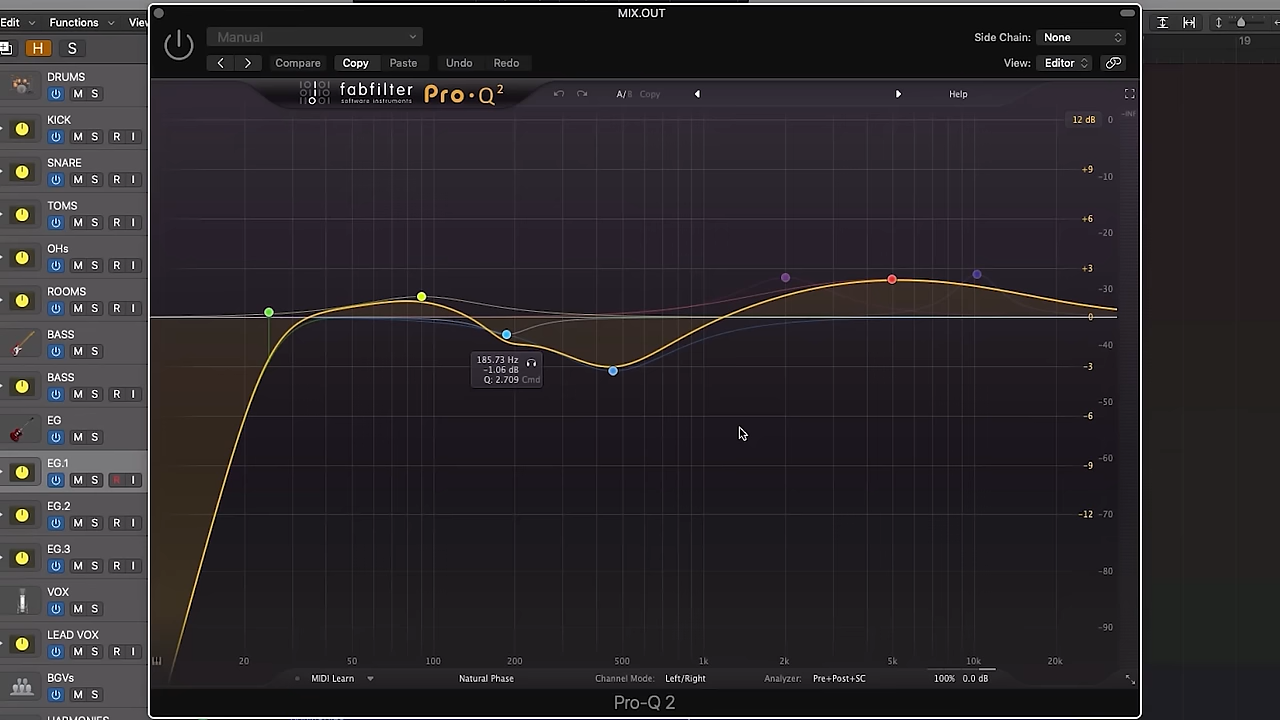 MIX.OUT
Edit Functions View
Manual
Side Chain: None
H S
Compare Copy Paste Undo Redo
View: Editor
19
fabfilter
software instruments
Pro·Q²
A/B Copy
Help
DRUMS
M S
KICK
M S R I
SNARE
M S R I
TOMS
M S R I
OHs
M S R I
ROOMS
M S R I
BASS
M S
BASS
M S R I
EG
M S
EG.1
M S R I
EG.2
M S R I
EG.3
M S R I
VOX
M S
LEAD VOX
M S R I
BGVs
M S
HARMONIES
-INF
12 dB 0
+9 -10
+6 -20
+3 -30
0 -40
-3 -50
-6 -60
-9 -70
-12 -80
-90
185.73 Hz
-1.06 dB
Q: 2.709 Cmd
20 50 100 200 500 1k 2k 5k 10k 20k
MIDI Learn
Natural Phase
Channel Mode: Left/Right
Analyzer: Pre+Post+SC
100% 0.0 dB
Pro-Q 2